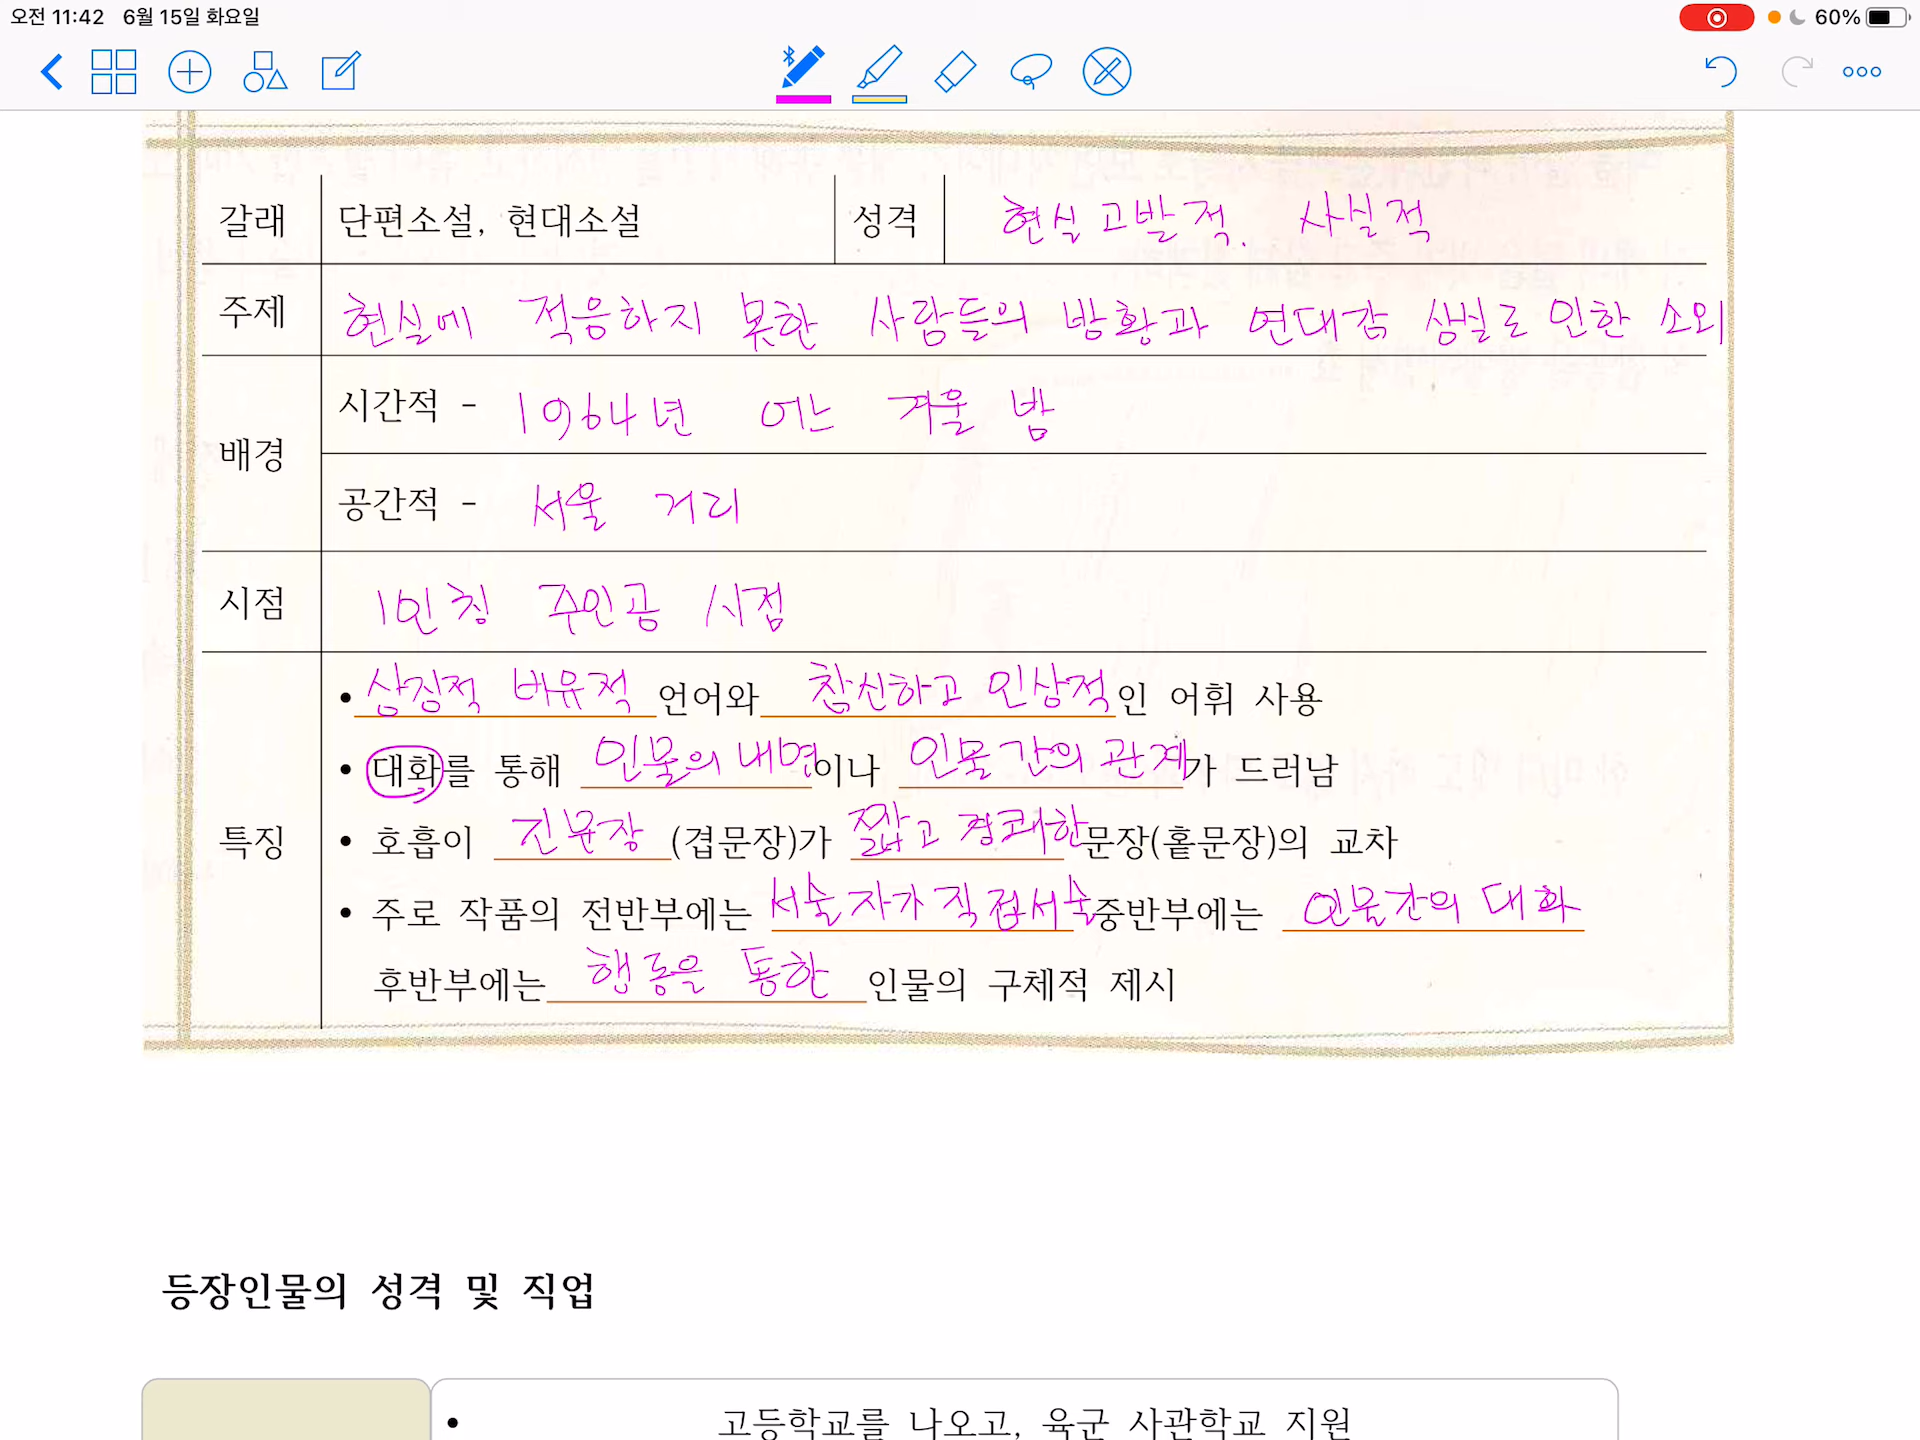 오전 11:42 6월 15일 화요일 60%
갈래 단편소설, 현대소설 성격 현실 고발적. 사실적
주제 현실에 적응하지 못한 사람들의 방황과 연대감 상실로 인한 소외
시간적 - 1964년 어느 겨울 밤
배경
공간적 - 서울 거리
시점 1인칭 주인공 시점
• 상징적 비유적 언어와 참신하고 인상적인 어휘 사용
• 대화를 통해 인물의 내면이나 인물 간의 관계가 드러남
특징 • 호흡이 긴 문장 (겹문장)가 짧고 경쾌한 문장(홑문장)의 교차
• 주로 작품의 전반부에는 서술자가 직접서술 중반부에는 인물간의 대화
후반부에는 행동을 통한 인물의 구체적 제시
등장인물의 성격 및 직업
• 고등학교를 나오고, 육군 사관학교 지원